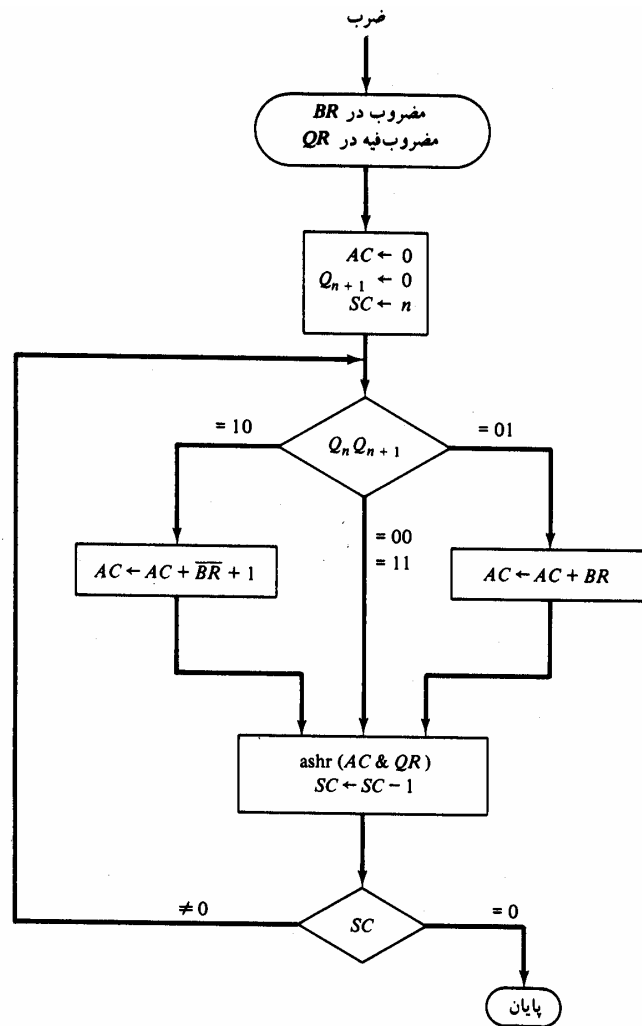 ضرب
مضروب در BR
مضروب‌فیه در QR
AC ← 0
Qn + 1 ← 0
SC ← n
= 10
QnQn + 1
= 01
= 00
= 11
AC ← AC + B̅R̅ + 1
AC ← AC + BR
ashr (AC & QR)
SC ← SC − 1
≠ 0
SC
= 0
پایان